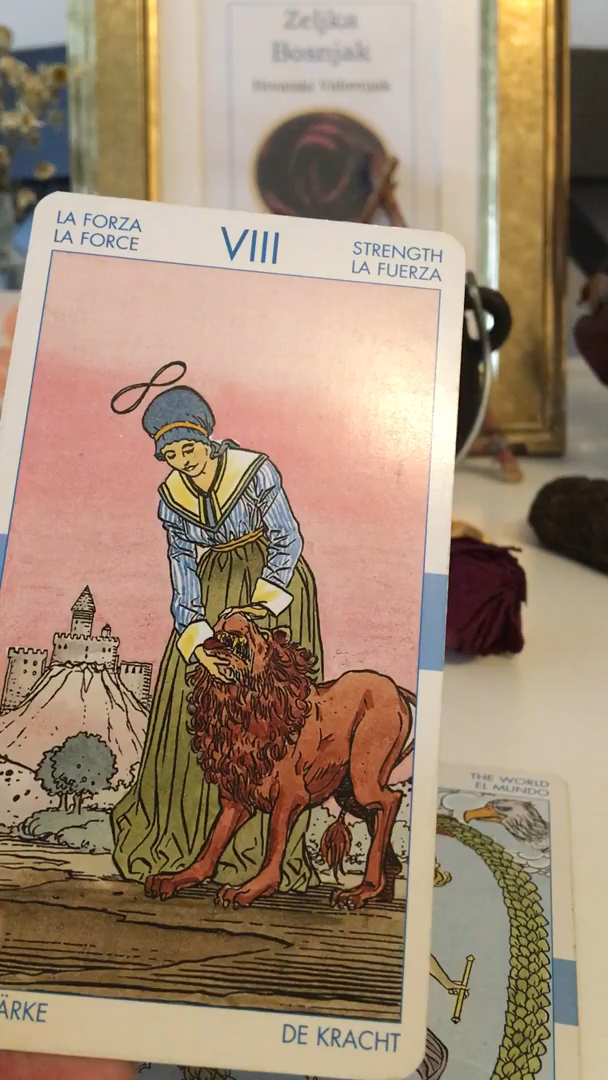 Zeljka
Bosnjak
LA FORZA
LA FORCE
VIII
STRENGTH
LA FUERZA
ÄRKE
DE KRACHT
THE WORLD
EL MUNDO